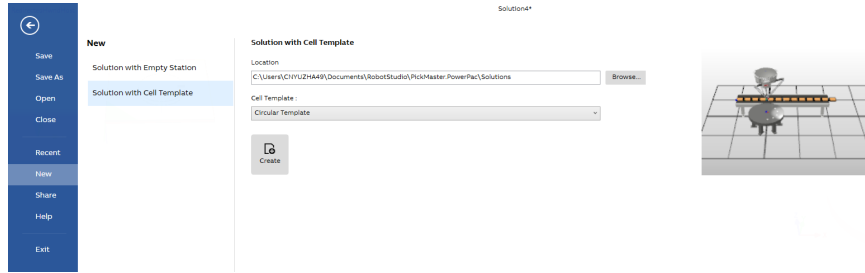 Solution4*
Save
Save As
Open
Close
Recent
New
Share
Help
Exit
New
Solution with Empty Station
Solution with Cell Template
Solution with Cell Template
Location
C:\Users\CNYUZHA49\Documents\RobotStudio\PickMaster.PowerPac\Solutions
Browse...
Cell Template :
Circular Template
Create